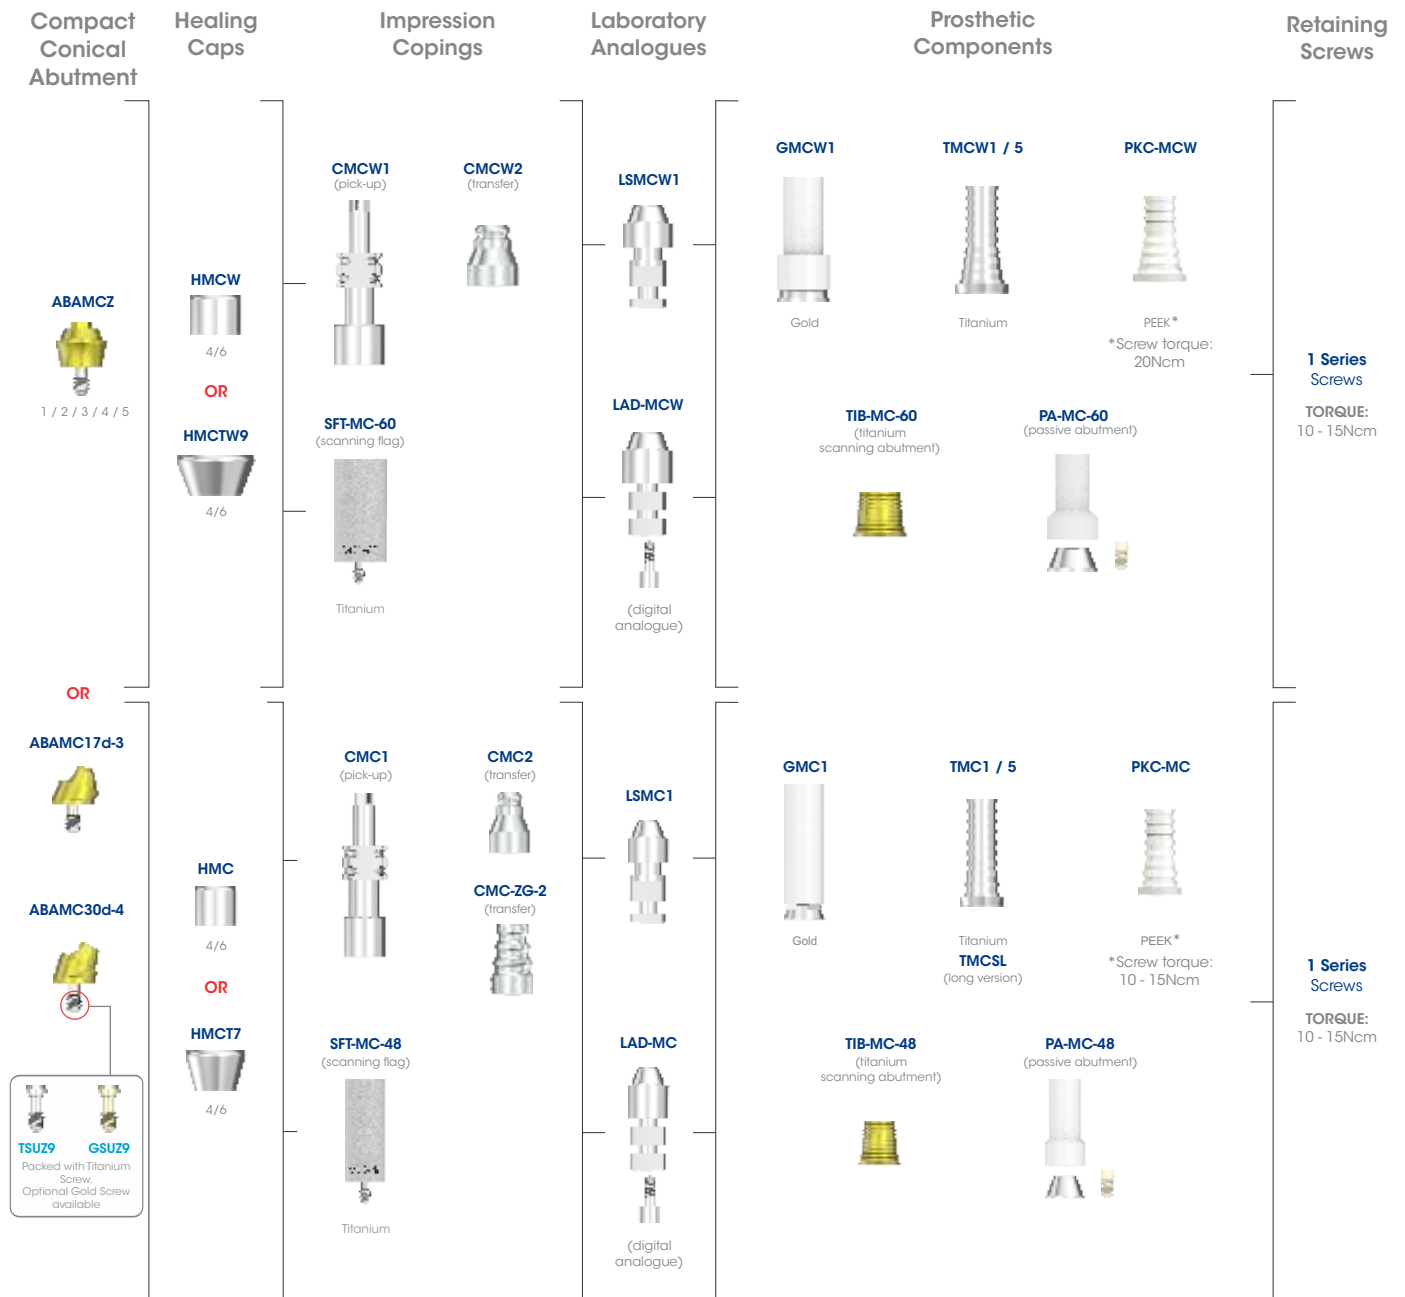 Compact
Conical
Abutment
Healing
Caps
Impression
Copings
Laboratory
Analogues
Prosthetic
Components
Retaining
Screws
ABAMCZ
1 / 2 / 3 / 4 / 5
HMCW
4/6
OR
HMCTW9
4/6
CMCW1
(pick-up)
CMCW2
(transfer)
SFT-MC-60
(scanning flag)
Titanium
LSMCW1
LAD-MCW
(digital
analogue)
GMCW1
Gold
TMCW1 / 5
Titanium
PKC-MCW
PEEK*
*Screw torque:
20Ncm
TIB-MC-60
(titanium
scanning abutment)
PA-MC-60
(passive abutment)
1 Series
Screws
TORQUE:
10 - 15Ncm
OR
ABAMC17d-3
ABAMC30d-4
TSUZ9
GSUZ9
Packed with Titanium
Screw.
Optional Gold Screw
available
HMC
4/6
OR
HMCT7
4/6
CMC1
(pick-up)
CMC2
(transfer)
CMC-ZG-2
(transfer)
SFT-MC-48
(scanning flag)
Titanium
LSMC1
LAD-MC
(digital
analogue)
GMC1
Gold
TMC1 / 5
Titanium
TMCSL
(long version)
PKC-MC
PEEK*
*Screw torque:
10 - 15Ncm
TIB-MC-48
(titanium
scanning abutment)
PA-MC-48
(passive abutment)
1 Series
Screws
TORQUE:
10 - 15Ncm